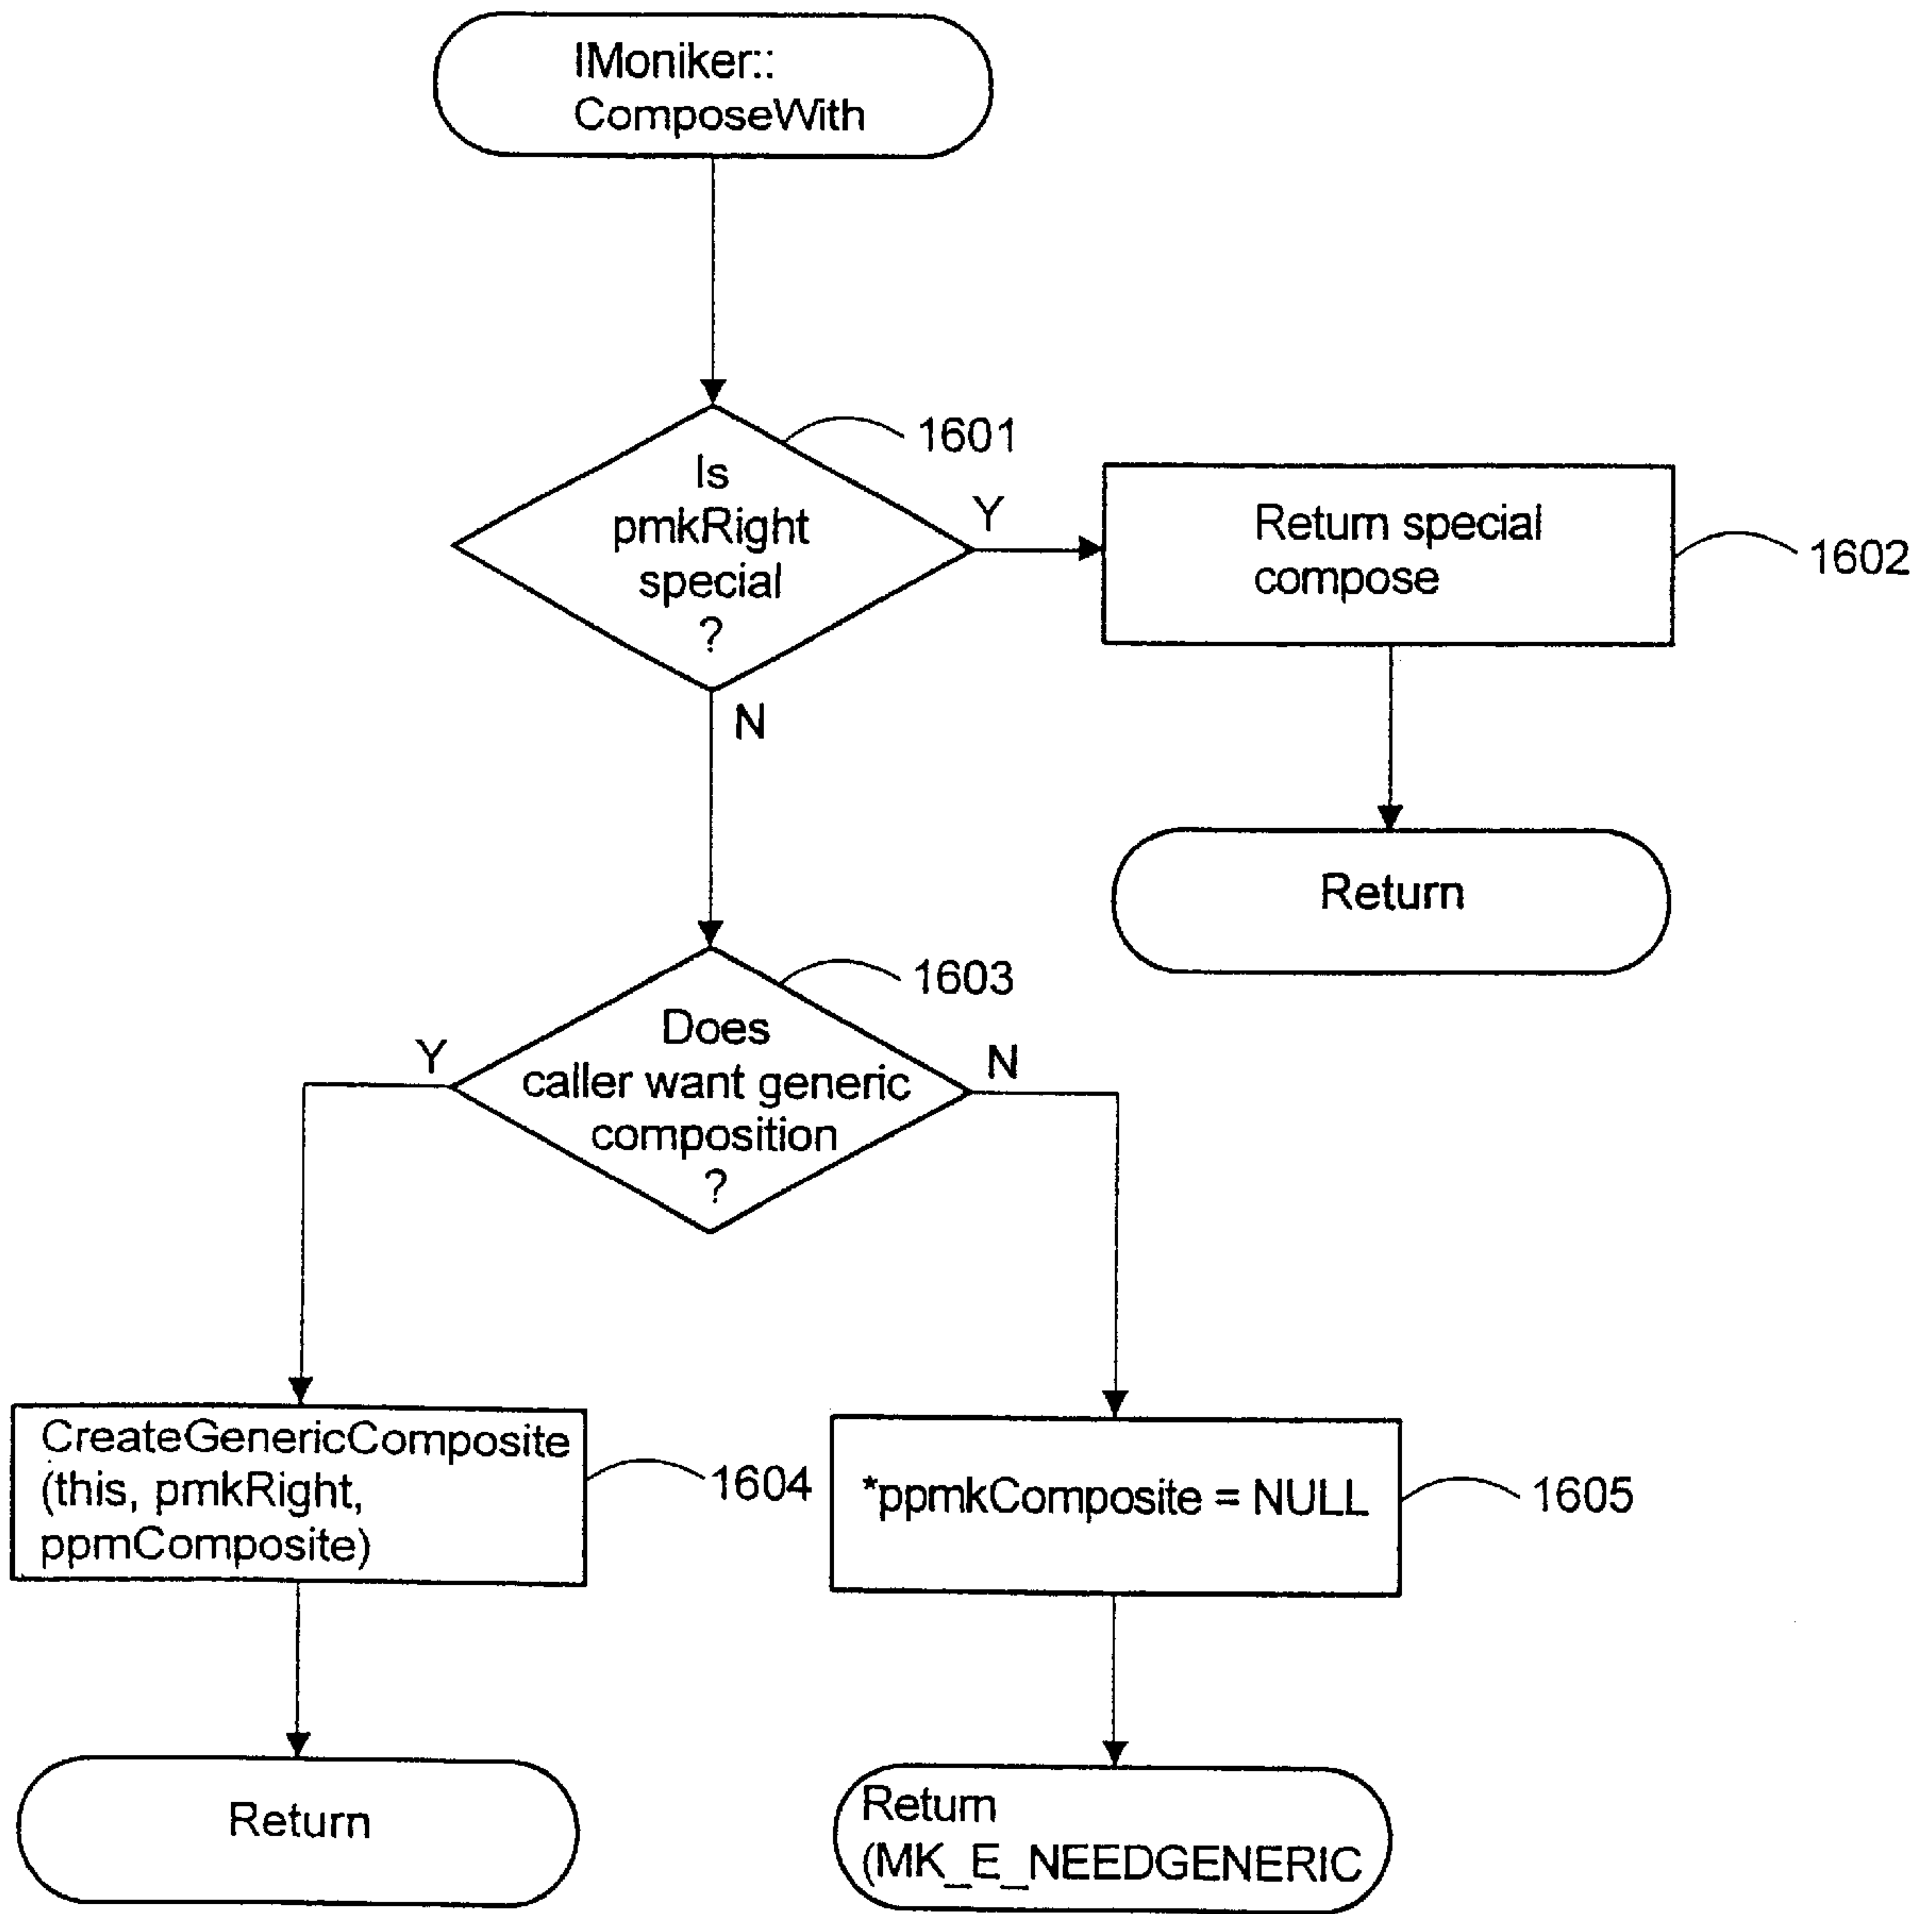 IMoniker::
ComposeWith
1601
Is
pmkRight
special
?
Y
N
Return special
compose
1602
Return
1603
Does
caller want generic
composition
?
Y
N
CreateGenericComposite
(this, pmkRight,
ppmComposite)
1604
*ppmkComposite = NULL
1605
Return
Return
(MK_E_NEEDGENERIC